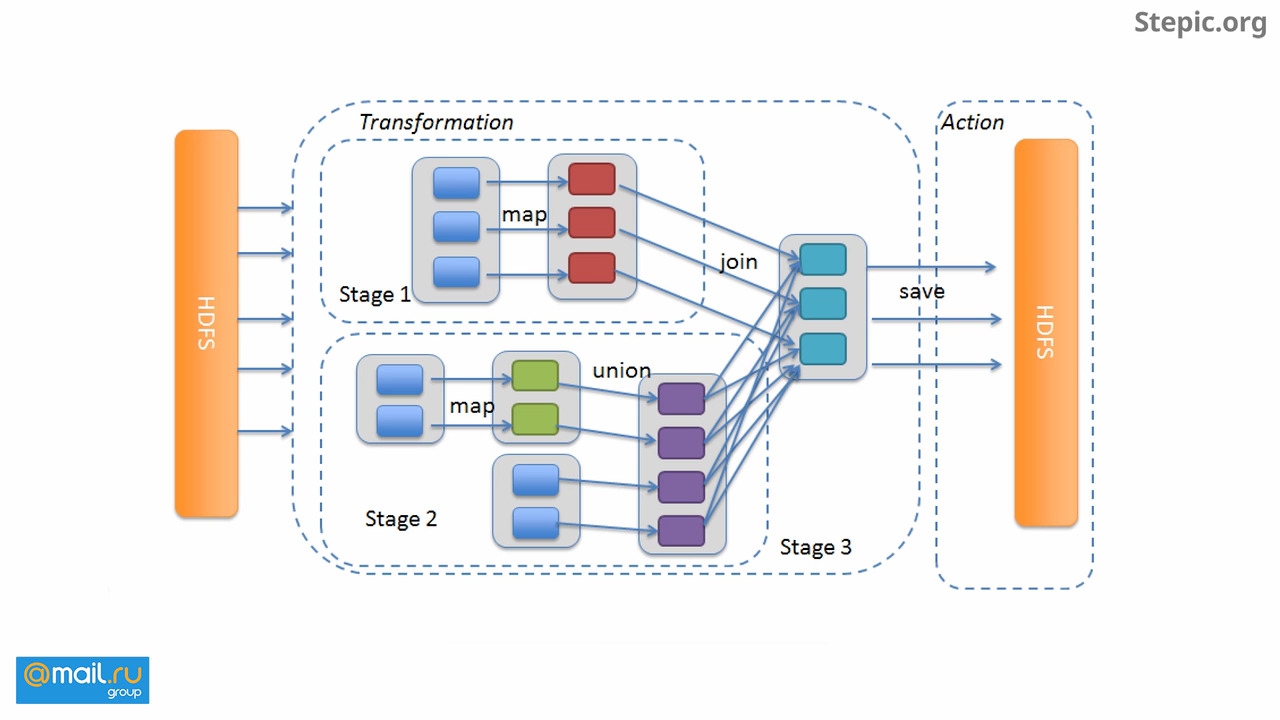 Stepic.org
Transformation
Action
HDFS
map
join
Stage 1
save
HDFS
union
map
Stage 2
Stage 3
@mail.ru
group